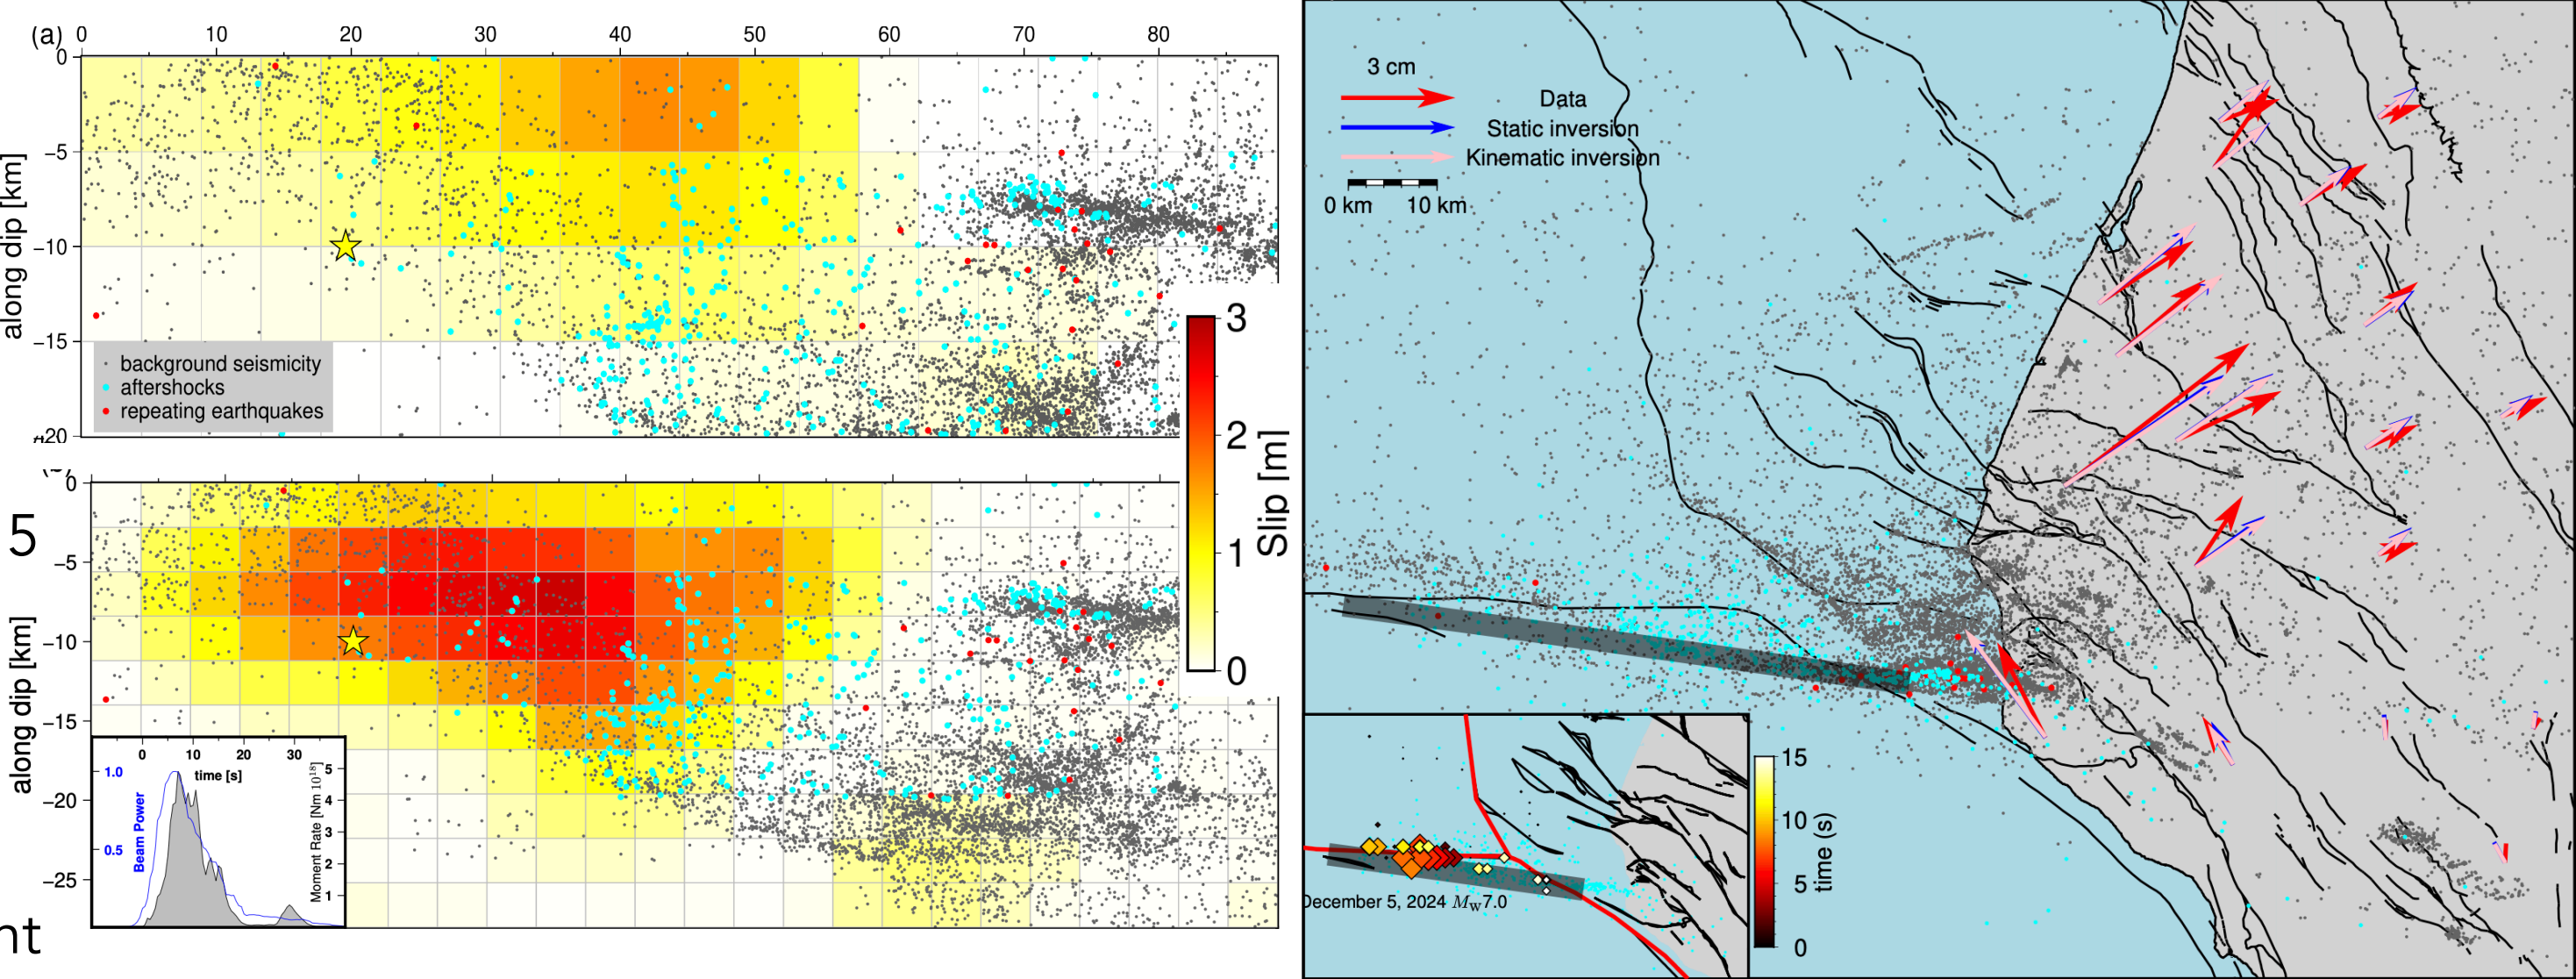 (a)
0 10 20 30 40 50 60 70 80
0
−5
−10
−15
−20
along dip [km]
background seismicity
aftershocks
repeating earthquakes
3
2
1
0
Slip [m]
5
nt
0
−5
−10
−15
−20
−25
along dip [km]
0 10 20 30
time [s]
1.0
0.5
Beam Power
5
4
3
2
1
Moment Rate [Nm 10¹⁸]
3 cm
Data
Static inversion
Kinematic inversion
0 km 10 km
December 5, 2024 Mw7.0
15
10
5
0
time (s)